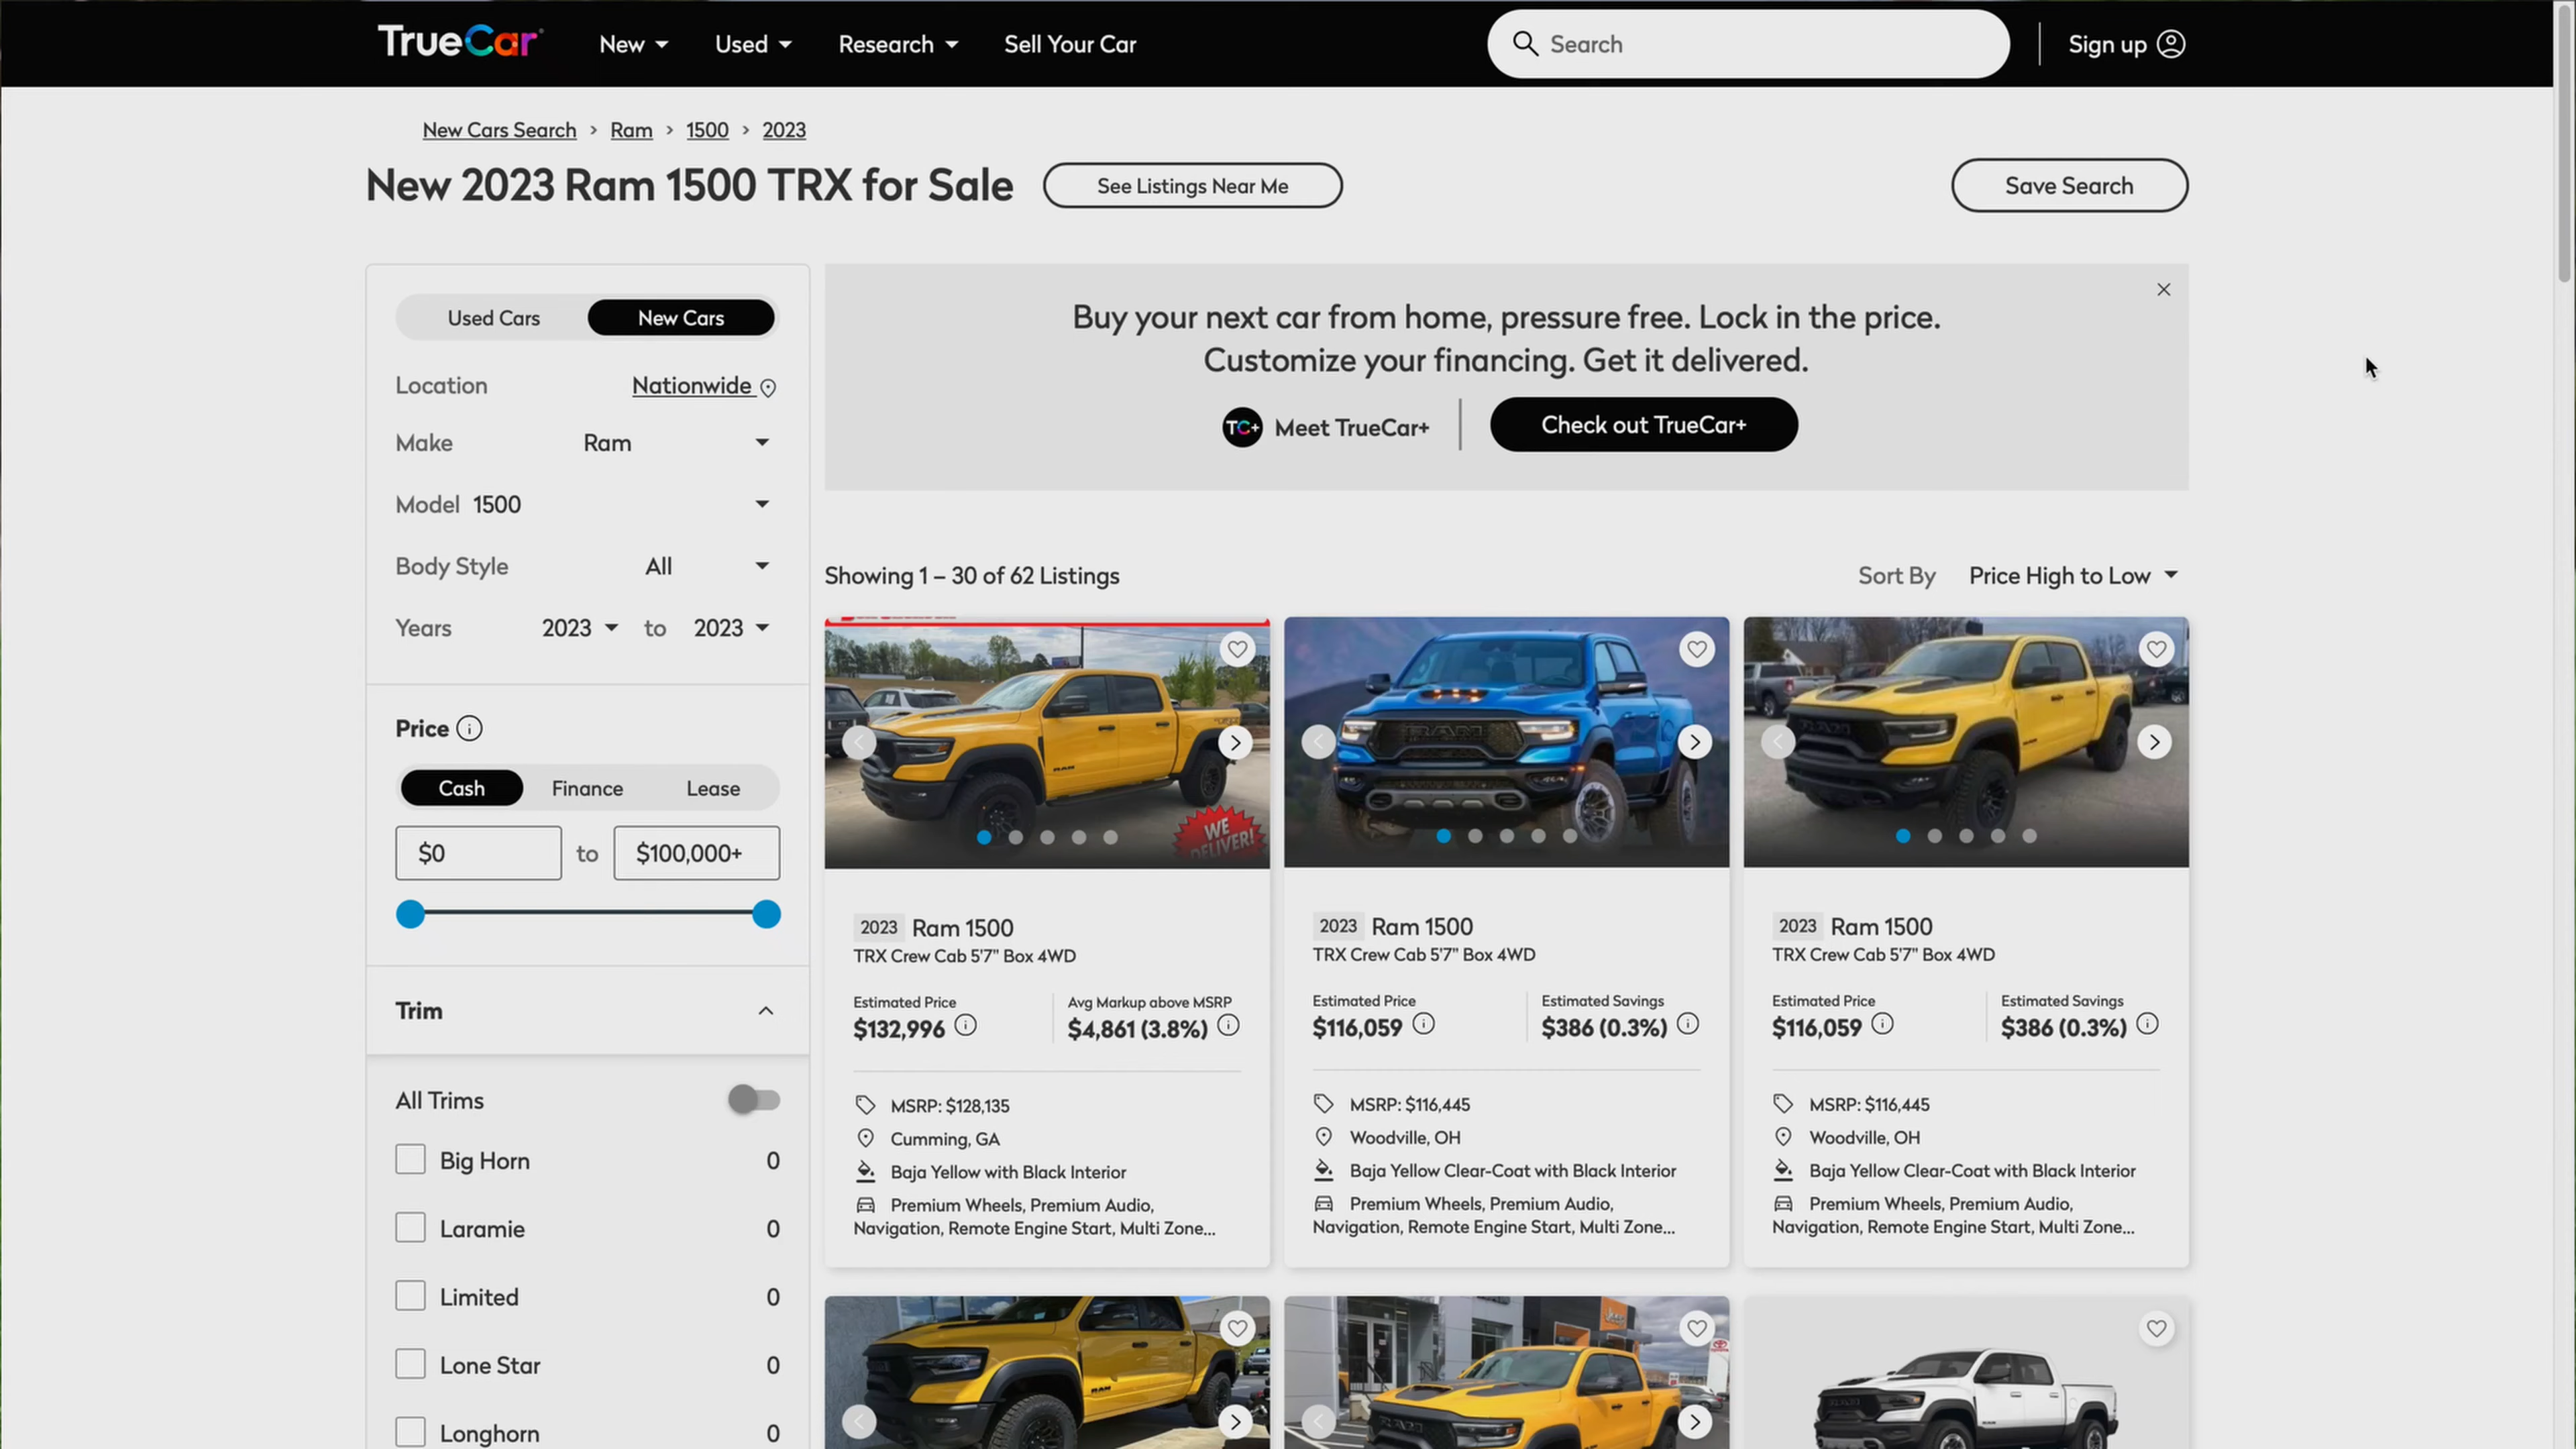 TrueCar
New
Used
Research
Sell Your Car
Search
Sign up
New Cars Search > Ram > 1500 > 2023
New 2023 Ram 1500 TRX for Sale
See Listings Near Me
Save Search
Used Cars
New Cars
Location
Nationwide
Make
Ram
Model
1500
Body Style
All
Years
2023
to
2023
Price
Cash
Finance
Lease
$0
to
$100,000+
Trim
All Trims
Big Horn
0
Laramie
0
Limited
0
Lone Star
0
Longhorn
0
Buy your next car from home, pressure free. Lock in the price.
Customize your financing. Get it delivered.
TC+
Meet TrueCar+
Check out TrueCar+
Showing 1 – 30 of 62 Listings
Sort By
Price High to Low
WE
DELIVER!
2023 Ram 1500
TRX Crew Cab 5'7" Box 4WD
Estimated Price
$132,996
Avg Markup above MSRP
$4,861 (3.8%)
MSRP: $128,135
Cumming, GA
Baja Yellow with Black Interior
Premium Wheels, Premium Audio,
Navigation, Remote Engine Start, Multi Zone...
RAM
2023 Ram 1500
TRX Crew Cab 5'7" Box 4WD
Estimated Price
$116,059
Estimated Savings
$386 (0.3%)
MSRP: $116,445
Woodville, OH
Baja Yellow Clear-Coat with Black Interior
Premium Wheels, Premium Audio,
Navigation, Remote Engine Start, Multi Zone...
2023 Ram 1500
TRX Crew Cab 5'7" Box 4WD
Estimated Price
$116,059
Estimated Savings
$386 (0.3%)
MSRP: $116,445
Woodville, OH
Baja Yellow Clear-Coat with Black Interior
Premium Wheels, Premium Audio,
Navigation, Remote Engine Start, Multi Zone...